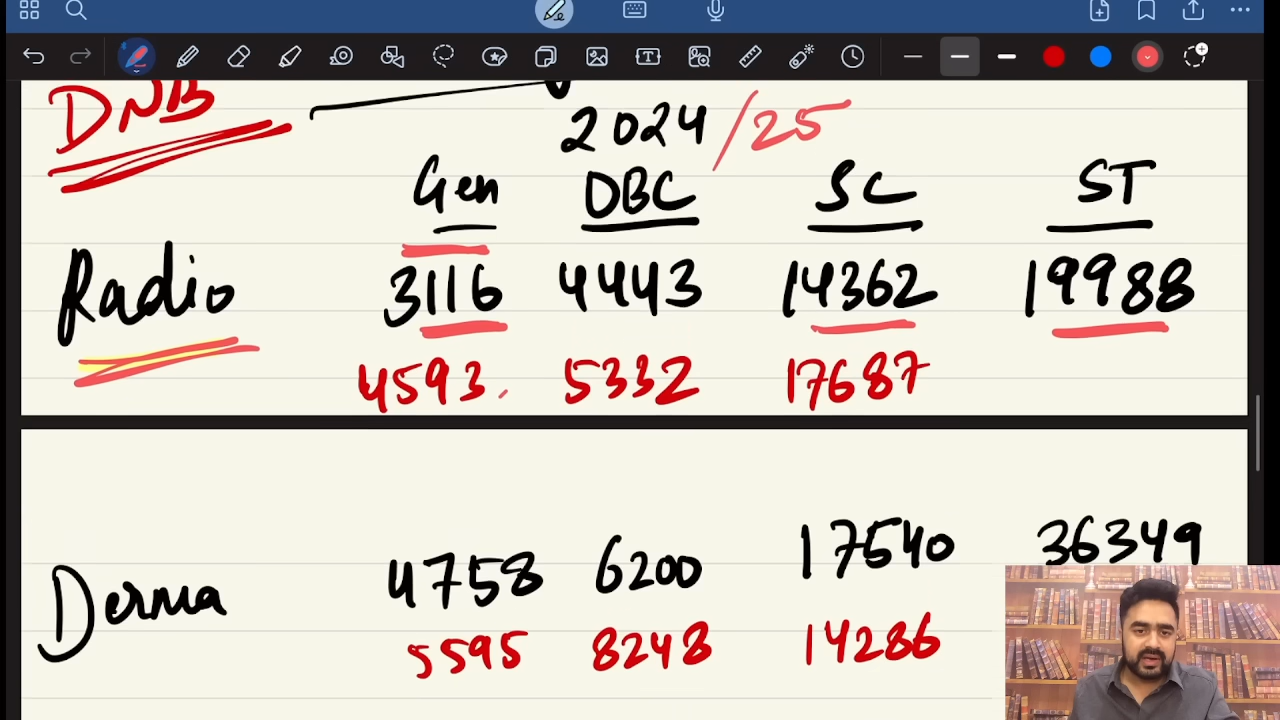 DNB
2024/25
Gen OBC SC ST
Radio 3116 4443 14362 19988
4593. 5332 17687
Derma 4758 6200 17540 36349
5595 8248 14286